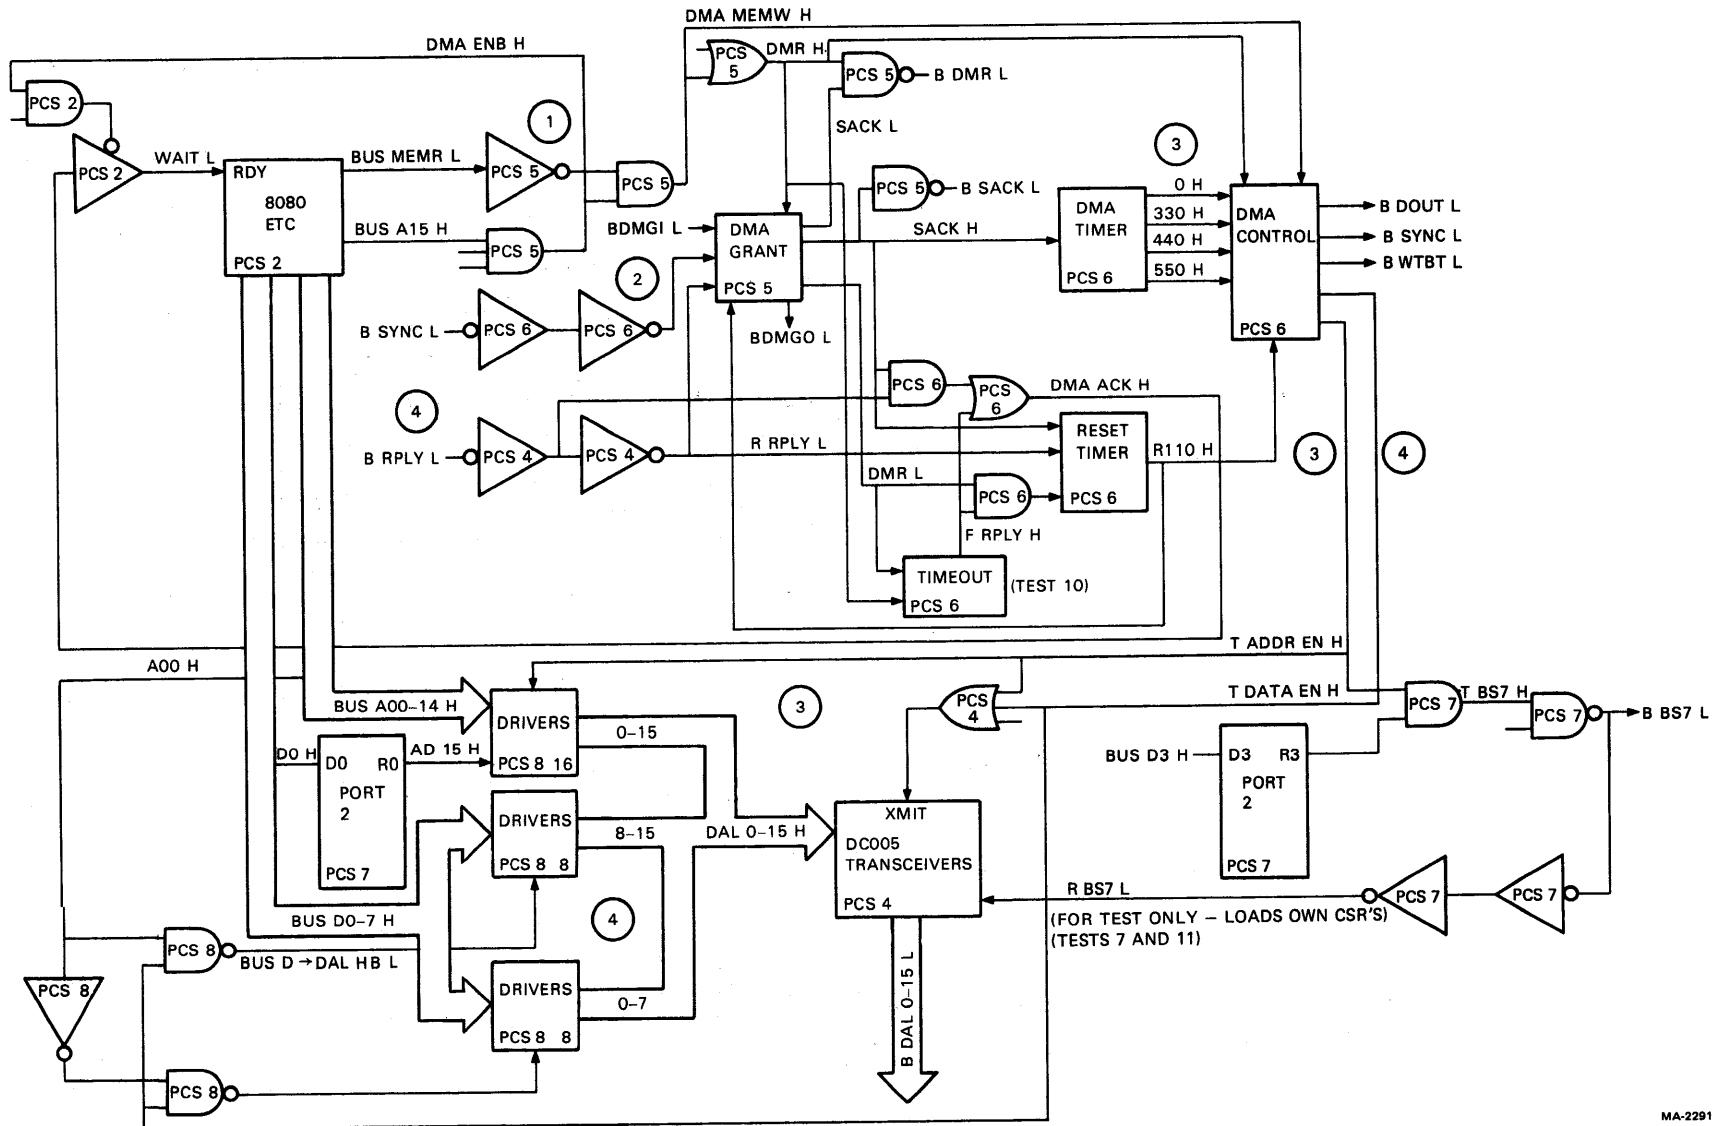 DMA MEMW H
DMA ENB H
PCS 5
DMR H
PCS 5
B DMR L
PCS 2
SACK L
1
3
PCS 2
WAIT L
RDY
8080
ETC
PCS 2
BUS MEMR L
PCS 5
PCS 5
PCS 5
B SACK L
BUS A15 H
PCS 5
BDMGI L
DMA
GRANT
PCS 5
SACK H
DMA
TIMER
PCS 6
0 H
330 H
440 H
550 H
DMA
CONTROL
PCS 6
B DOUT L
B SYNC L
B WTBT L
2
B SYNC L
PCS 6
PCS 6
BDMGO L
4
PCS 6
PCS 6
DMA ACK H
B RPLY L
PCS 4
PCS 4
R RPLY L
RESET
TIMER
PCS 6
R110 H
3
4
DMR L
PCS 6
F RPLY H
TIMEOUT
PCS 6
(TEST 10)
T ADDR EN H
A00 H
BUS A00-14 H
DRIVERS
PCS 8 16
0-15
3
PCS 4
T DATA EN H
PCS 7
T BS7 H
PCS 7
B BS7 L
D0 H
D0 R0
PORT
2
PCS 7
AD 15 H
BUS D3 H
D3 R3
PORT
2
PCS 7
DRIVERS
PCS 8 8
8-15
DAL 0-15 H
XMIT
DC005
TRANSCEIVERS
PCS 4
R BS7 L
PCS 7
PCS 7
(FOR TEST ONLY – LOADS OWN CSR'S)
(TESTS 7 AND 11)
BUS D0-7 H
4
PCS 8
BUS D →DAL HB L
PCS 8
DRIVERS
PCS 8 8
0-7
B DAL 0-15 L
PCS 8
MA-2291